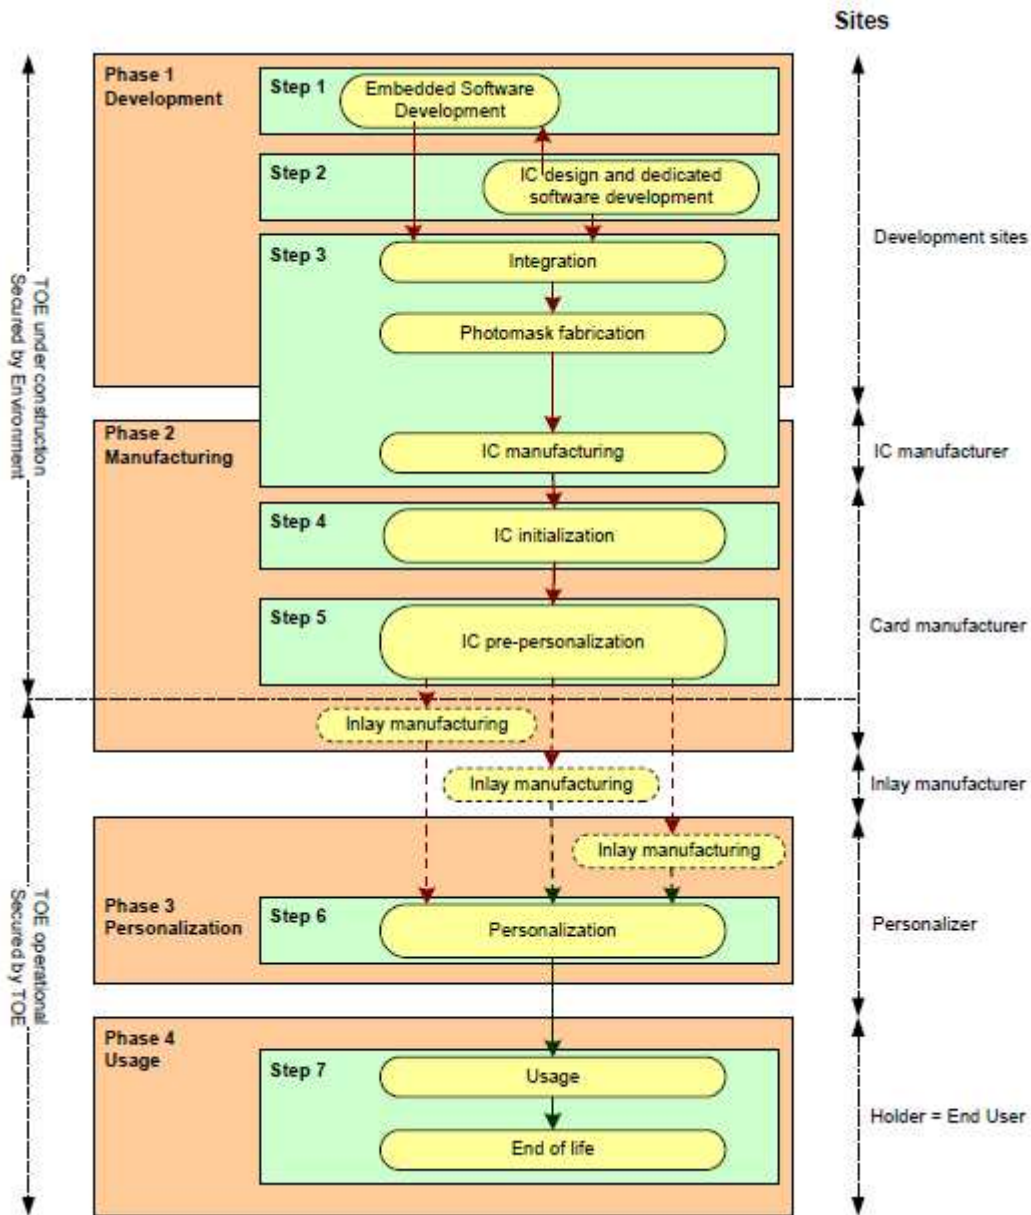 Sites
Phase 1
Development
Step 1
Embedded Software
Development
Step 2
IC design and dedicated
software development
Step 3
Integration
Development sites
Photomask fabrication
TOE under construction
Secured by Environment
Phase 2
Manufacturing
IC manufacturing
IC manufacturer
Step 4
IC initialization
Step 5
IC pre-personalization
Card manufacturer
Inlay manufacturing
Inlay manufacturing
Inlay manufacturer
Inlay manufacturing
Phase 3
Personalization
Step 6
Personalization
Personalizer
TOE operational
Secured by TOE
Phase 4
Usage
Step 7
Usage
Holder = End User
End of life